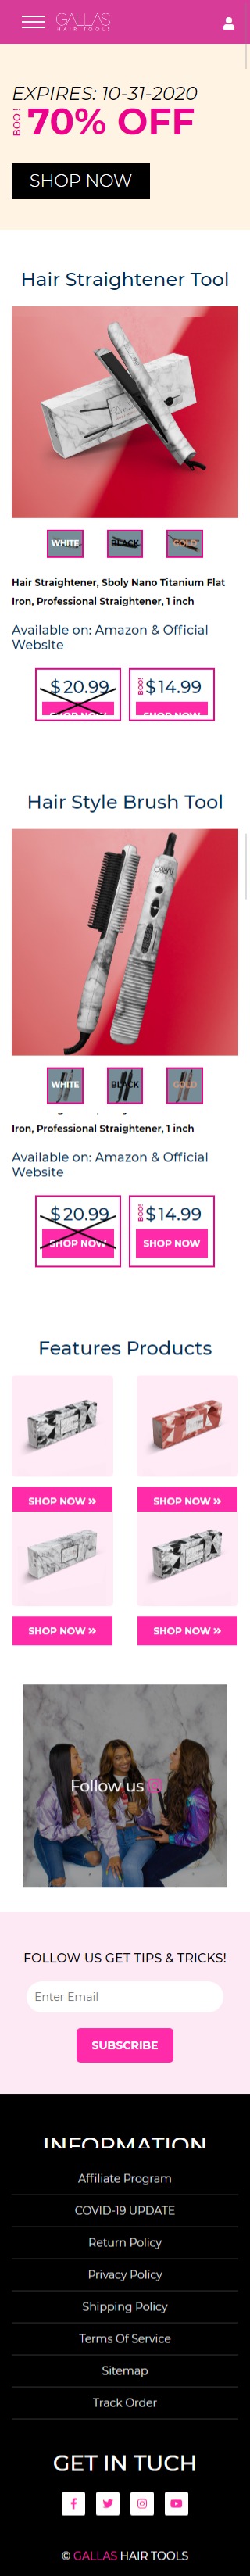 GALLAS
HAIR TOOLS
EXPIRES: 10-31-2020
BOO! 70% OFF
SHOP NOW
Hair Straightener Tool
WHITE BLACK GOLD
Hair Straightener, Sboly Nano Titanium Flat
Iron, Professional Straightener, 1 inch
Available on: Amazon & Official
Website
$20.99 BOO! $14.99
SHOP NOW SHOP NOW
Hair Style Brush Tool
WHITE BLACK GOLD
Iron, Professional Straightener, 1 inch
Available on: Amazon & Official
Website
$20.99 BOO! $14.99
SHOP NOW SHOP NOW
Features Products
SHOP NOW » SHOP NOW »
SHOP NOW » SHOP NOW »
Follow us
FOLLOW US GET TIPS & TRICKS!
Enter Email
SUBSCRIBE
INFORMATION
Affiliate Program
COVID-19 UPDATE
Return Policy
Privacy Policy
Shipping Policy
Terms Of Service
Sitemap
Track Order
GET IN TUCH
© GALLAS HAIR TOOLS